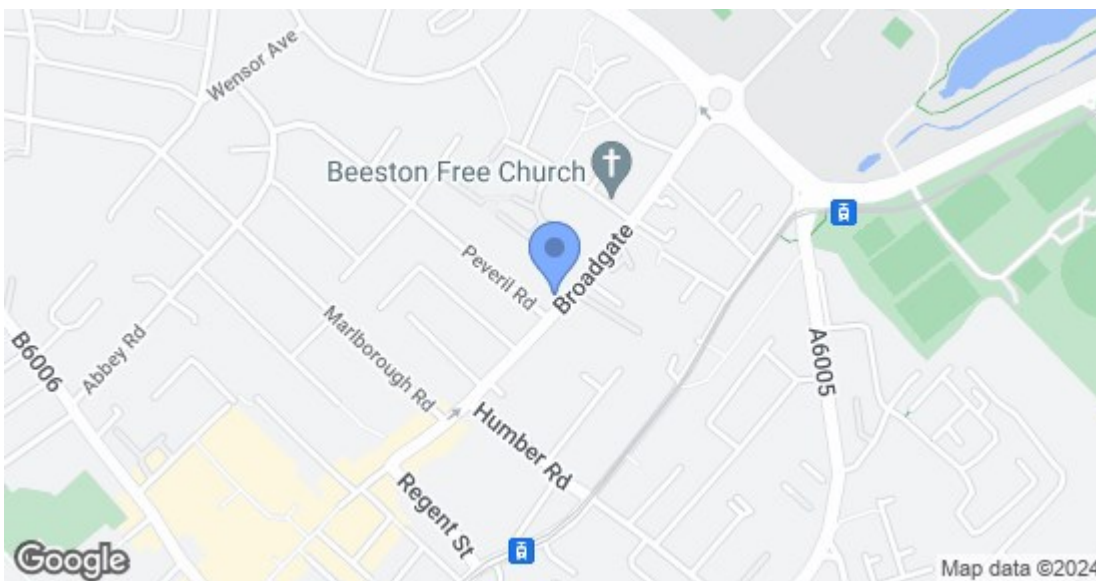 Wensor Ave
Beeston Free Church
Broadgate
Peveril Rd
Marlborough Rd
Abbey Rd
B6006
A6005
Humber Rd
Regent St
Google
Map data ©2024